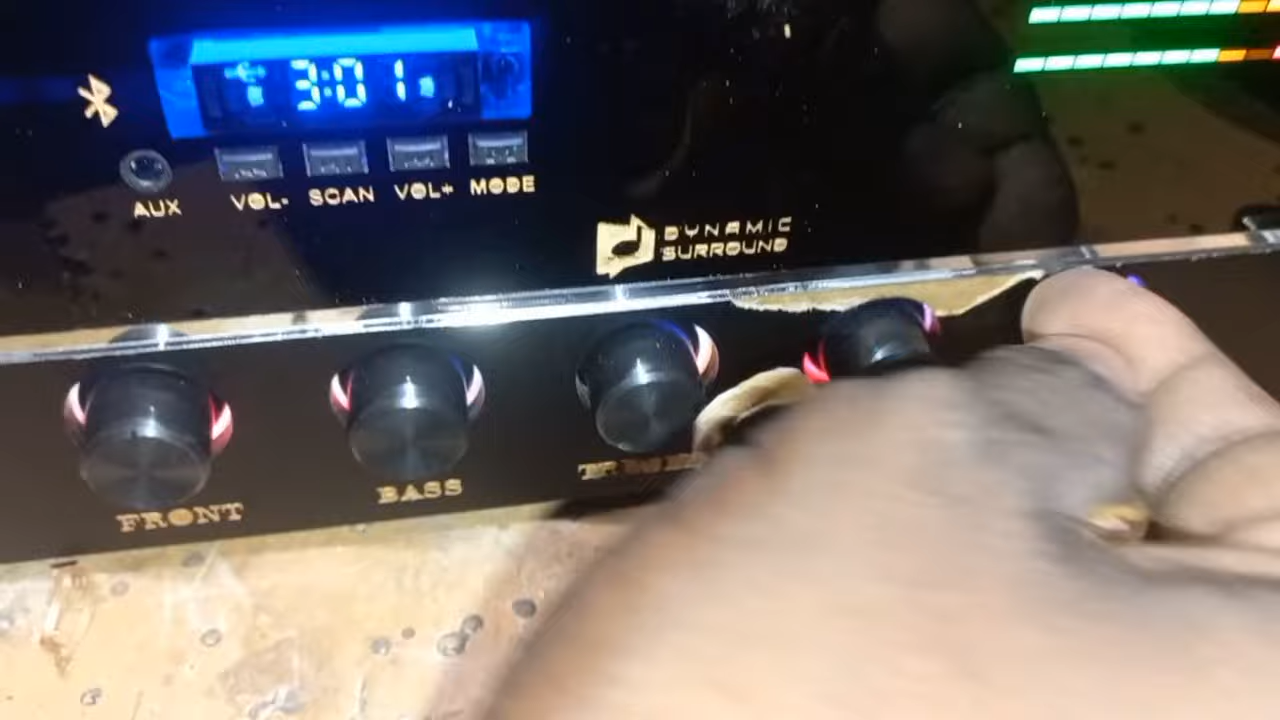 3:01
AUX
VOL- SCAN VOL+ MODE
DYNAMIC
SURROUND
FRONT
BASS